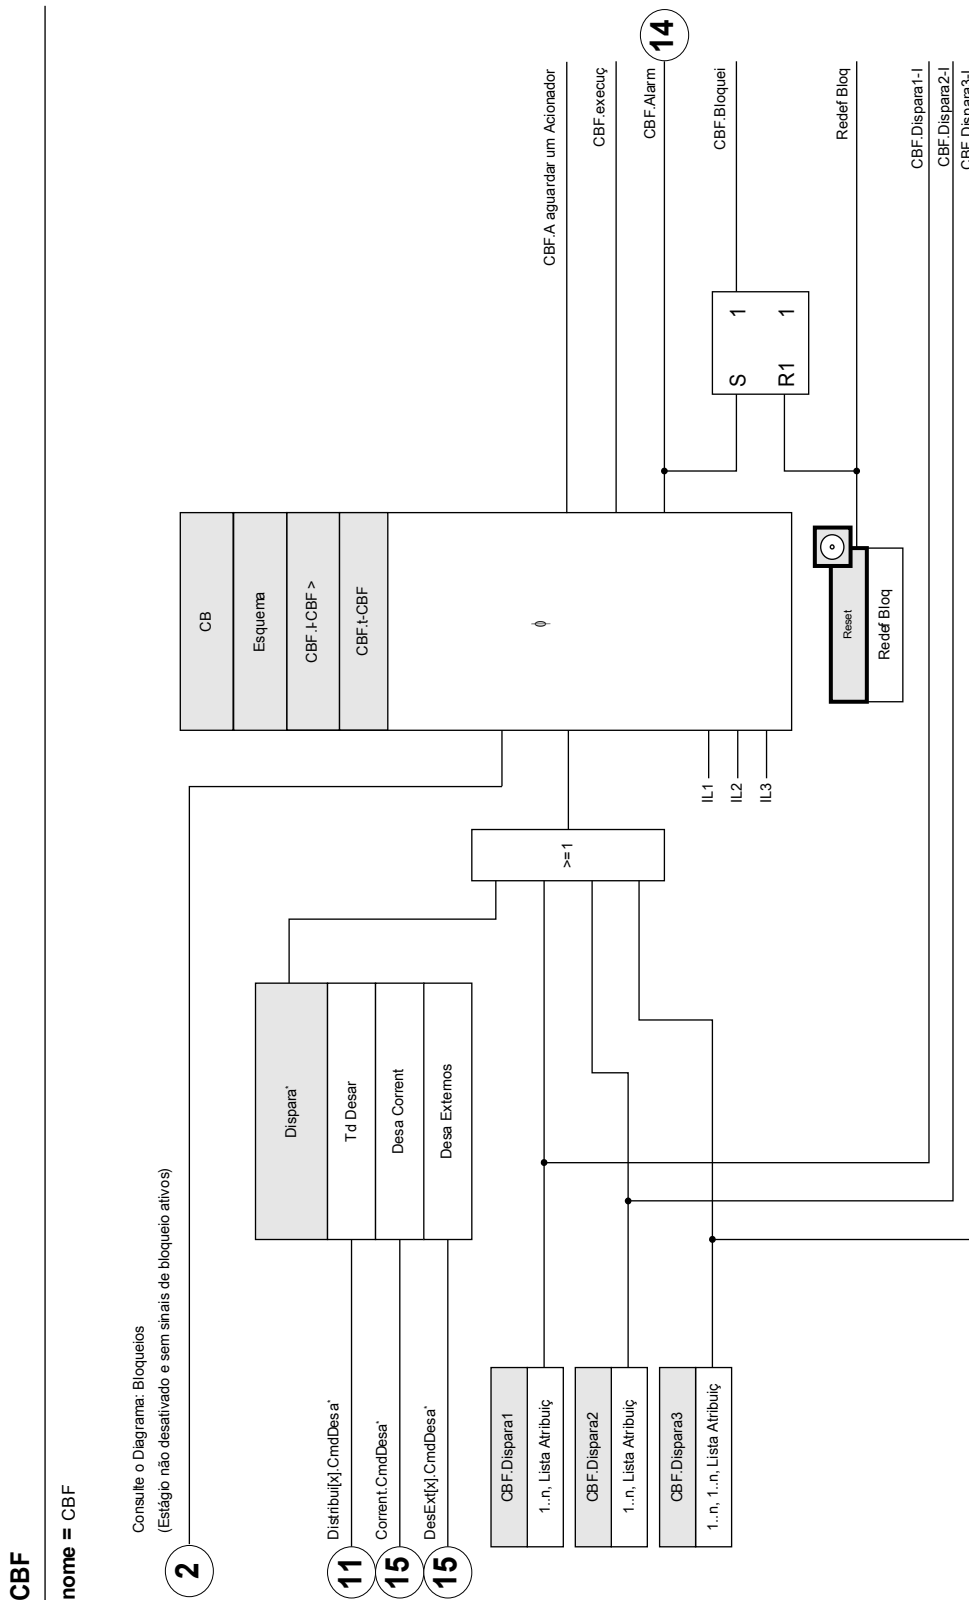 CBF
nome = CBF
Consulte o Diagrama: Bloqueios
(Estágio não desativado e sem sinais de bloqueio ativos)
2
Distribui[x].CmdDesa*
11
Corrent.CmdDesa*
15
DesExt[x].CmdDesa*
15
Dispara*
Td Desar
Desa Corrent
Desa Externos
CBF.Dispara1
1..n, Lista Atribuiç
CBF.Dispara2
1..n, Lista Atribuiç
CBF.Dispara3
1..n, 1..n, Lista Atribuiç
>=1
CB
Esquema
CBF.I-CBF >
CBF.t-CBF
ϕ
IL1
IL2
IL3
Reset
Redef Bloq
S 1
R1 1
CBF.A aguardar um Acionador
CBF.execuç
CBF.Alarm
14
CBF.Bloquei
Redef Bloq
CBF.Dispara1-I
CBF.Dispara2-I
CBF.Dispara3-I